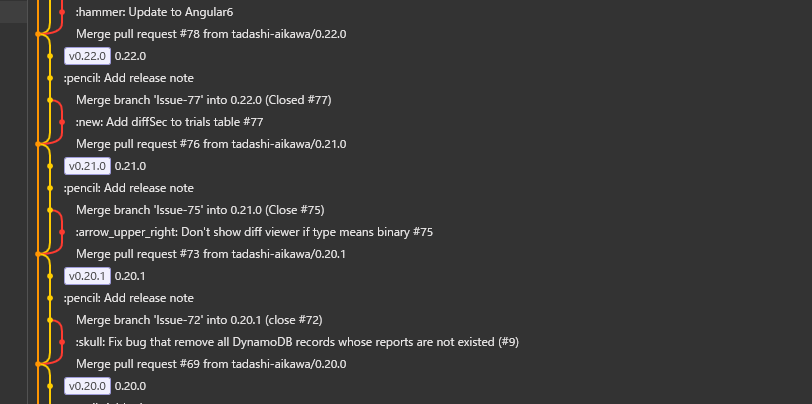 :hammer: Update to Angular6
Merge pull request #78 from tadashi-aikawa/0.22.0
v0.22.0 0.22.0
:pencil: Add release note
Merge branch 'Issue-77' into 0.22.0 (Closed #77)
:new: Add diffSec to trials table #77
Merge pull request #76 from tadashi-aikawa/0.21.0
v0.21.0 0.21.0
:pencil: Add release note
Merge branch 'Issue-75' into 0.21.0 (Close #75)
:arrow_upper_right: Don't show diff viewer if type means binary #75
Merge pull request #73 from tadashi-aikawa/0.20.1
v0.20.1 0.20.1
:pencil: Add release note
Merge branch 'Issue-72' into 0.20.1 (close #72)
:skull: Fix bug that remove all DynamoDB records whose reports are not existed (#9)
Merge pull request #69 from tadashi-aikawa/0.20.0
v0.20.0 0.20.0